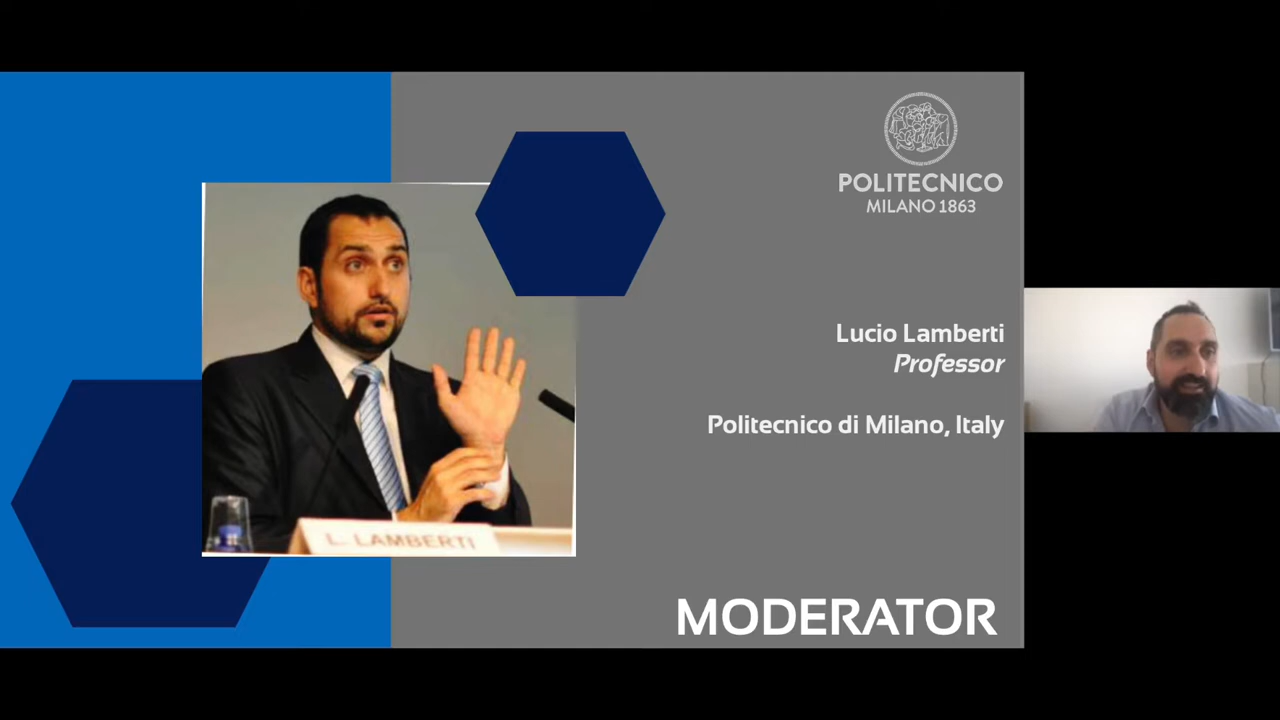 POLITECNICO
MILANO 1863
Lucio Lamberti
Professor
Politecnico di Milano, Italy
L. LAMBERTI
MODERATOR